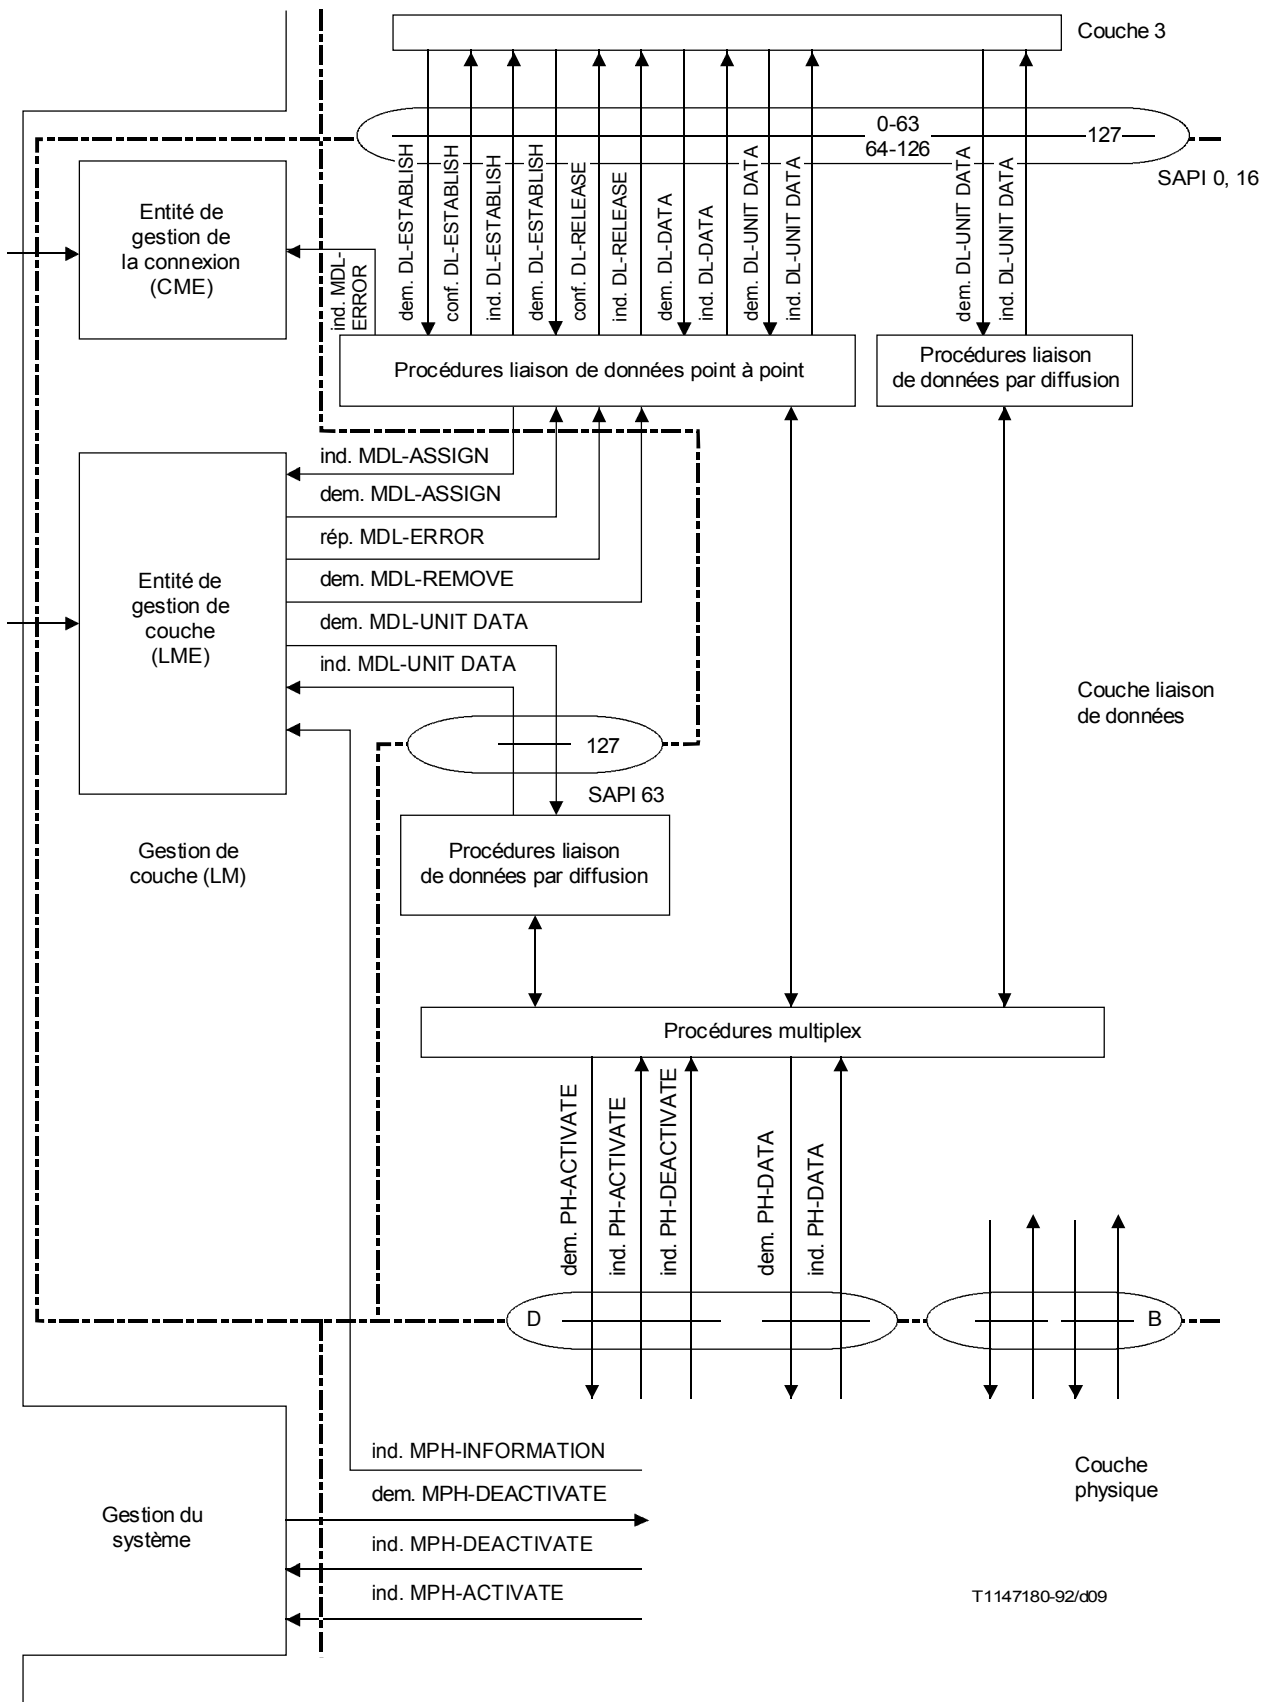 Couche 3
0-63
64-126
127
SAPI 0, 16
dem. DL-ESTABLISH
conf. DL-ESTABLISH
ind. DL-ESTABLISH
dem. DL-ESTABLISH
conf. DL-RELEASE
ind. DL-RELEASE
dem. DL-DATA
ind. DL-DATA
dem. DL-UNIT DATA
ind. DL-UNIT DATA
dem. DL-UNIT DATA
ind. DL-UNIT DATA
Entité de
gestion de
la connexion
(CME)
ind. MDL-
ERROR
Procédures liaison de données point à point
Procédures liaison
de données par diffusion
ind. MDL-ASSIGN
dem. MDL-ASSIGN
rép. MDL-ERROR
dem. MDL-REMOVE
dem. MDL-UNIT DATA
ind. MDL-UNIT DATA
Entité de
gestion de
couche
(LME)
Couche liaison
de données
127
SAPI 63
Gestion de
couche (LM)
Procédures liaison
de données par diffusion
Procédures multiplex
dem. PH-ACTIVATE
ind. PH-ACTIVATE
ind. PH-DEACTIVATE
dem. PH-DATA
ind. PH-DATA
D
B
ind. MPH-INFORMATION
dem. MPH-DEACTIVATE
ind. MPH-DEACTIVATE
ind. MPH-ACTIVATE
Couche
physique
Gestion du
système
T1147180-92/d09